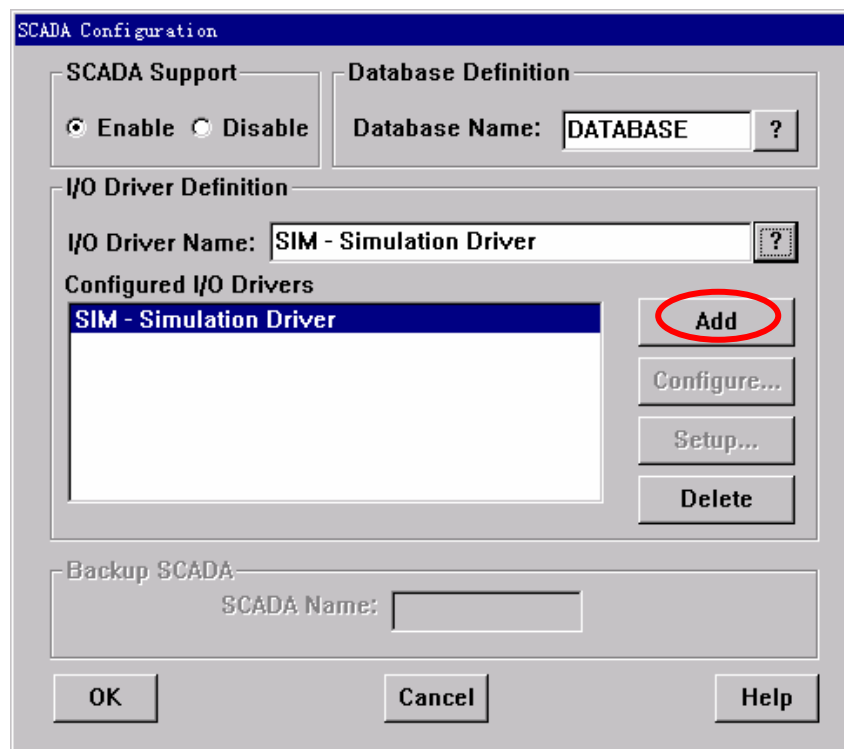 SCADA Configuration
SCADA Support
Enable Disable
Database Definition
Database Name: DATABASE ?
I/O Driver Definition
I/O Driver Name: SIM - Simulation Driver ?
Configured I/O Drivers
SIM - Simulation Driver
Add
Configure...
Setup...
Delete
Backup SCADA
SCADA Name:
OK Cancel Help